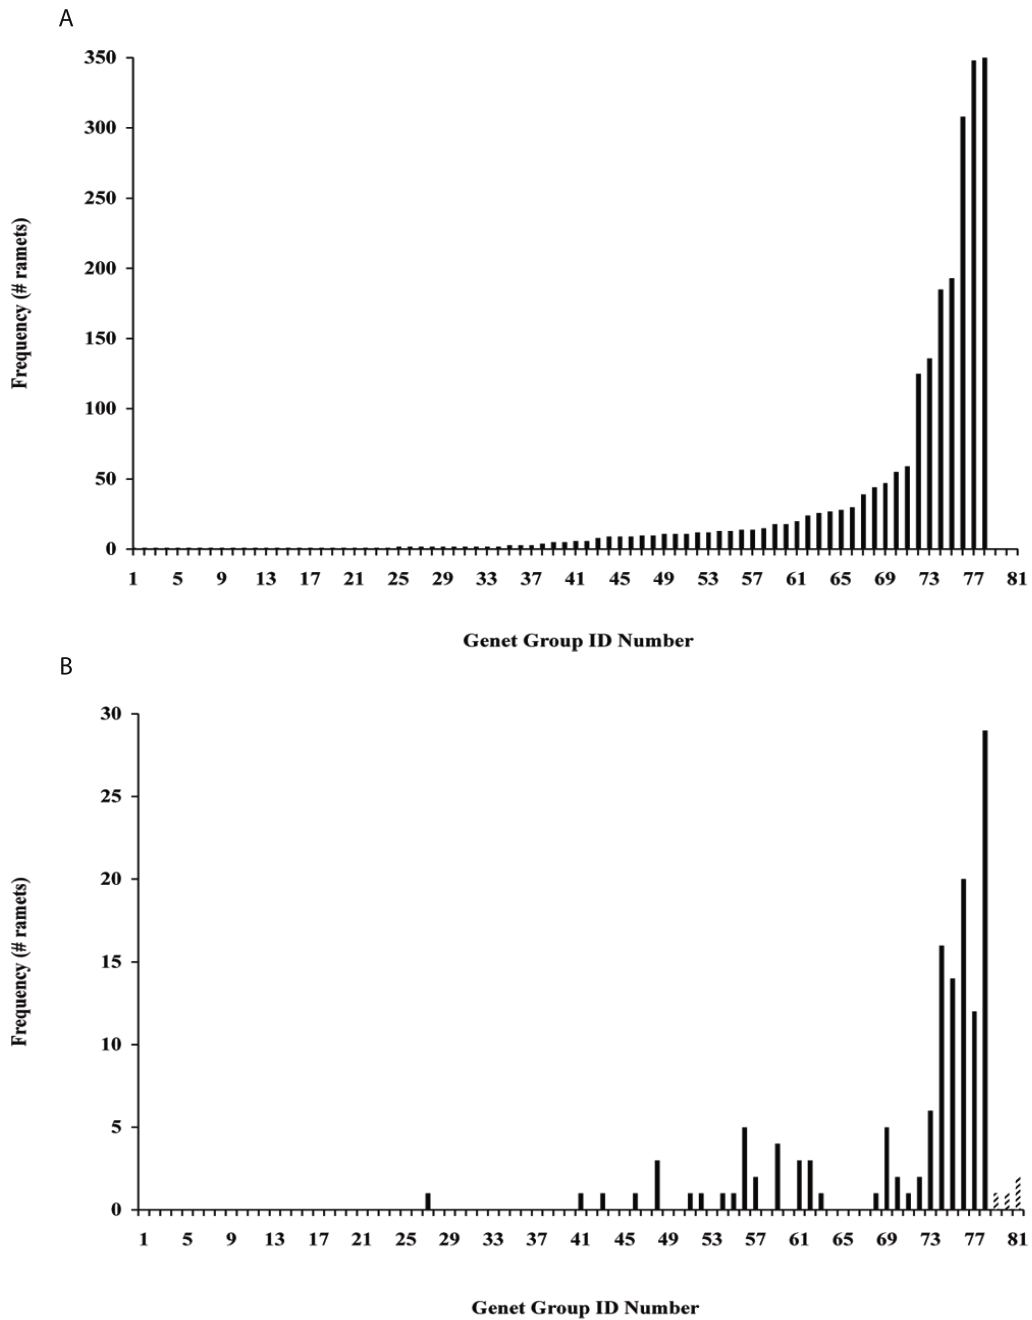 A
350
300
250
200
150
100
50
0
Frequency (# ramets)
1 5 9 13 17 21 25 29 33 37 41 45 49 53 57 61 65 69 73 77 81
Genet Group ID Number
B
30
25
20
15
10
5
0
Frequency (# ramets)
1 5 9 13 17 21 25 29 33 37 41 45 49 53 57 61 65 69 73 77 81
Genet Group ID Number